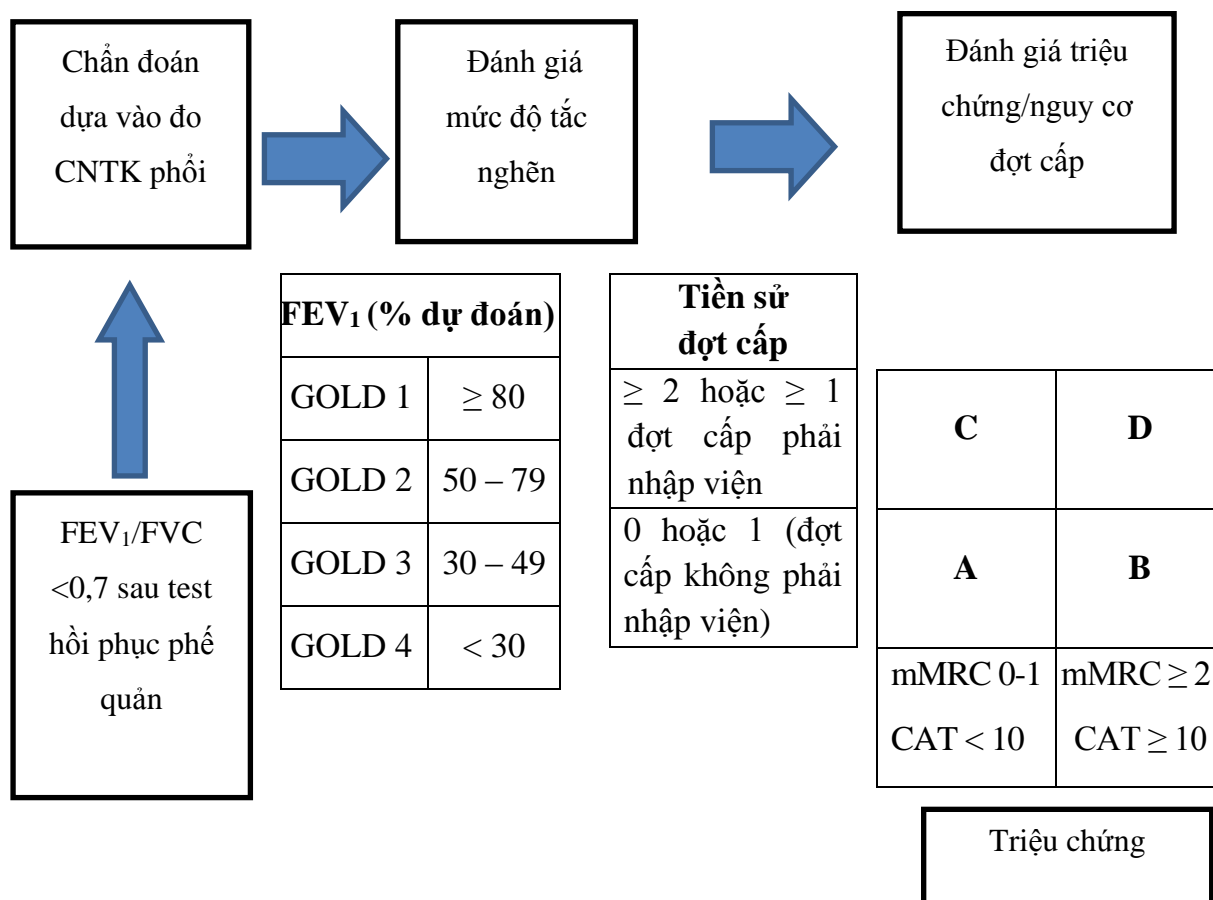 Chẩn đoán
dựa vào đo
CNTK phổi
Đánh giá
mức độ tắc
nghẽn
Đánh giá triệu
chứng/nguy cơ
đợt cấp
FEV₁/FVC
<0,7 sau test
hồi phục phế
quản
FEV₁ (% dự đoán)
GOLD 1 ≥ 80
GOLD 2 50 – 79
GOLD 3 30 – 49
GOLD 4 < 30
Tiền sử
đợt cấp
≥ 2 hoặc ≥ 1
đợt cấp phải
nhập viện
0 hoặc 1 (đợt
cấp không phải
nhập viện)
C D
A B
mMRC 0-1 mMRC ≥ 2
CAT < 10 CAT ≥ 10
Triệu chứng